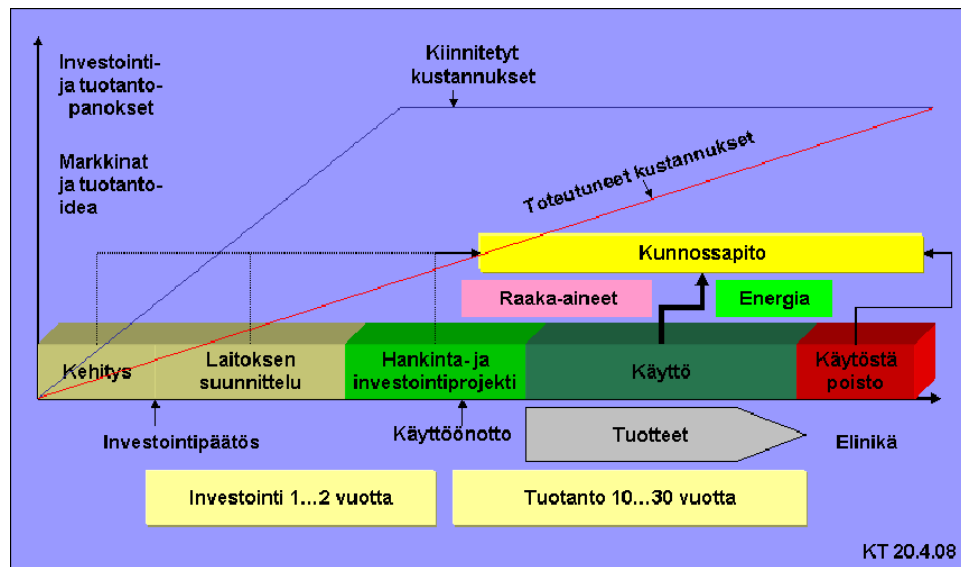 Investointi-
ja tuotanto-
panokset
Markkinat
ja tuotanto-
idea
Kiinnitetyt
kustannukset
Toteutuneet kustannukset
Kunnossapito
Raaka-aineet
Energia
Kehitys
Laitoksen
suunnittelu
Hankinta- ja
investointiprojekti
Käyttö
Käytöstä
poisto
Investointipäätös
Käyttöönotto
Tuotteet
Elinikä
Investointi 1...2 vuotta
Tuotanto 10...30 vuotta
KT 20.4.08